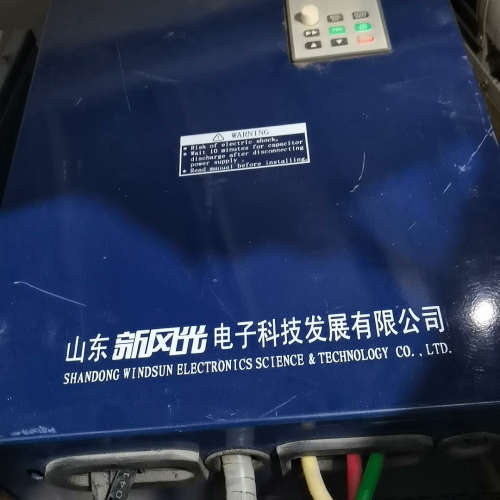 WARNING
• Risk of electric shock.
• Wait 10 minutes for capacitor
discharge after disconnecting
power supply.
• Read manual before installing.
山东新风光电子科技发展有限公司
SHANDONG WINDSUN ELECTRONICS SCIENCE & TECHNOLOGY CO.,LTD.